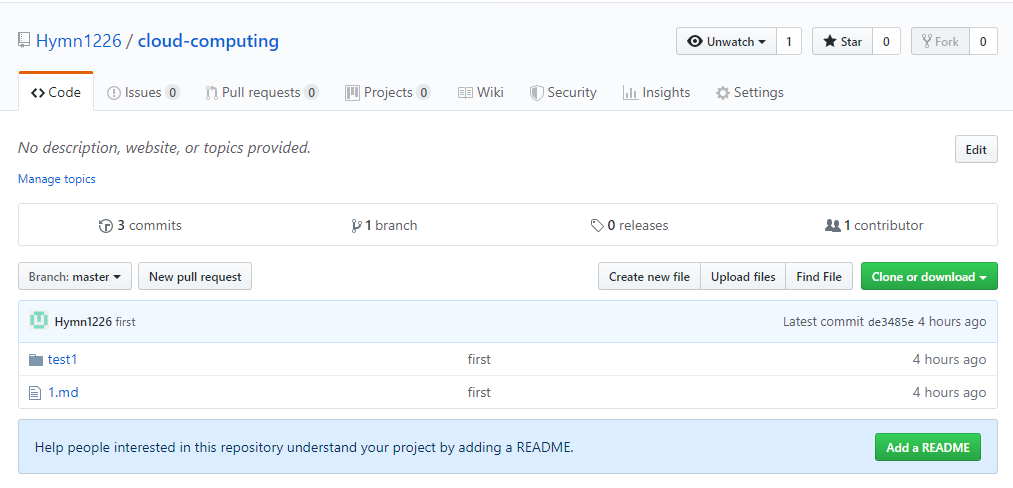 Hymn1226 / cloud-computing
Unwatch 1 Star 0 Fork 0
Code Issues 0 Pull requests 0 Projects 0 Wiki Security Insights Settings
No description, website, or topics provided. Edit
Manage topics
3 commits 1 branch 0 releases 1 contributor
Branch: master New pull request Create new file Upload files Find File Clone or download
Hymn1226 first Latest commit de3485e 4 hours ago
test1 first 4 hours ago
1.md first 4 hours ago
Help people interested in this repository understand your project by adding a README. Add a README